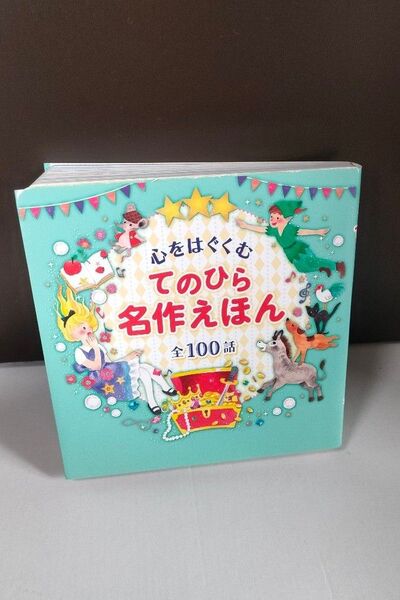 心をはぐくむ
てのひら
名作えほん
全100話